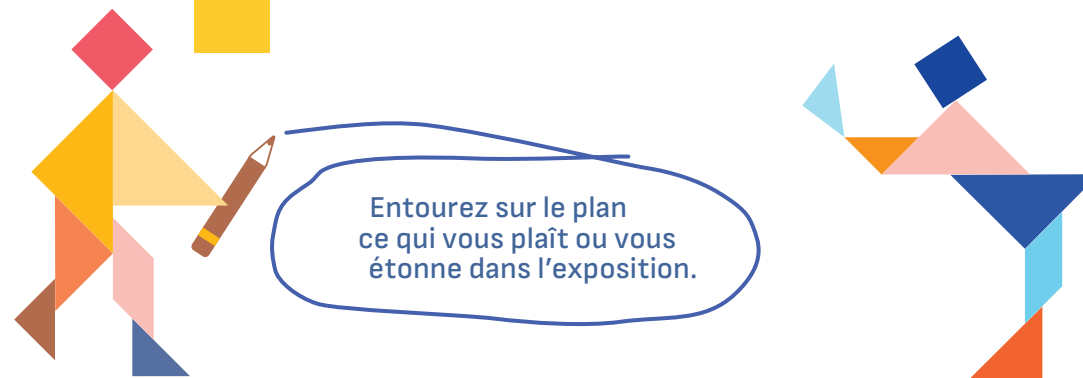 Entourez sur le plan
ce qui vous plaît ou vous
étonne dans l’exposition.